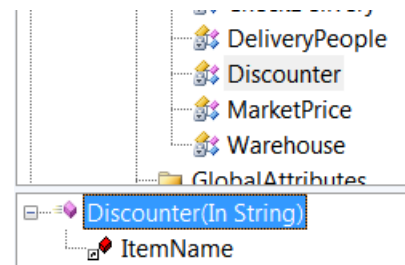 DeliveryPeople
Discounter
MarketPrice
Warehouse
GlobalAttributes
Discounter(In String)
ItemName